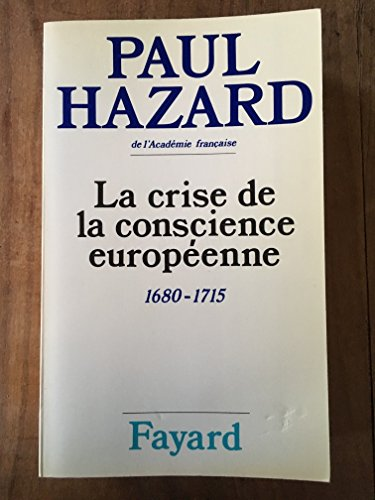 PAUL
HAZARD
de l'Académie française
La crise de
la conscience
européenne
1680-1715
Fayard